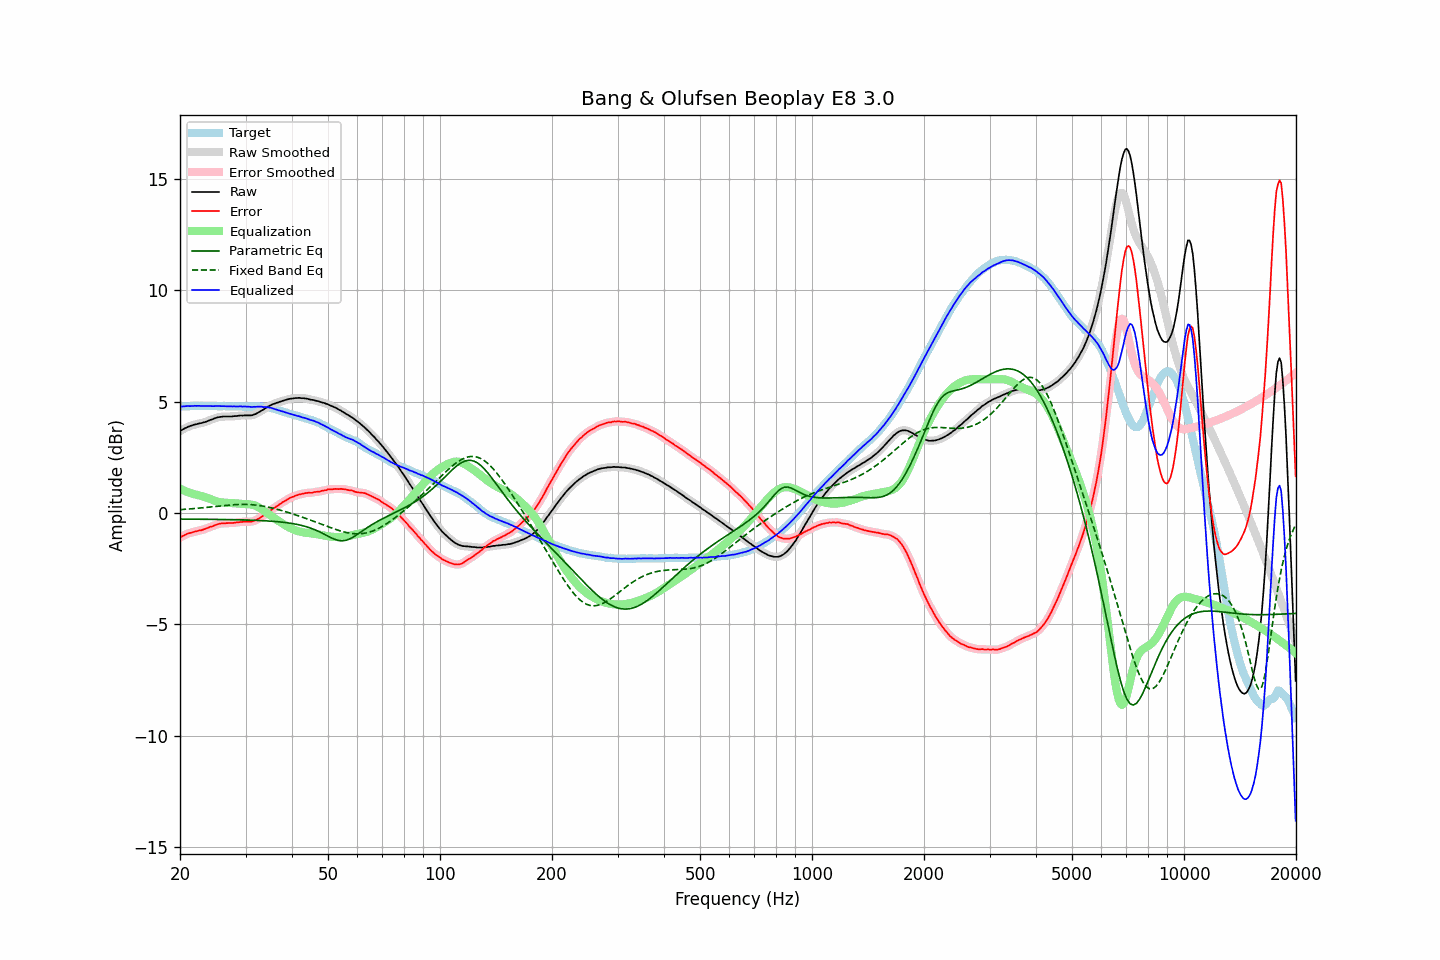 Bang & Olufsen Beoplay E8 3.0
Target
Raw Smoothed
Error Smoothed
Raw
Error
Equalization
Parametric Eq
Fixed Band Eq
Equalized
15
10
5
0
−5
−10
−15
Amplitude (dBr)
20
50
100
200
500
1000
2000
5000
10000
20000
Frequency (Hz)